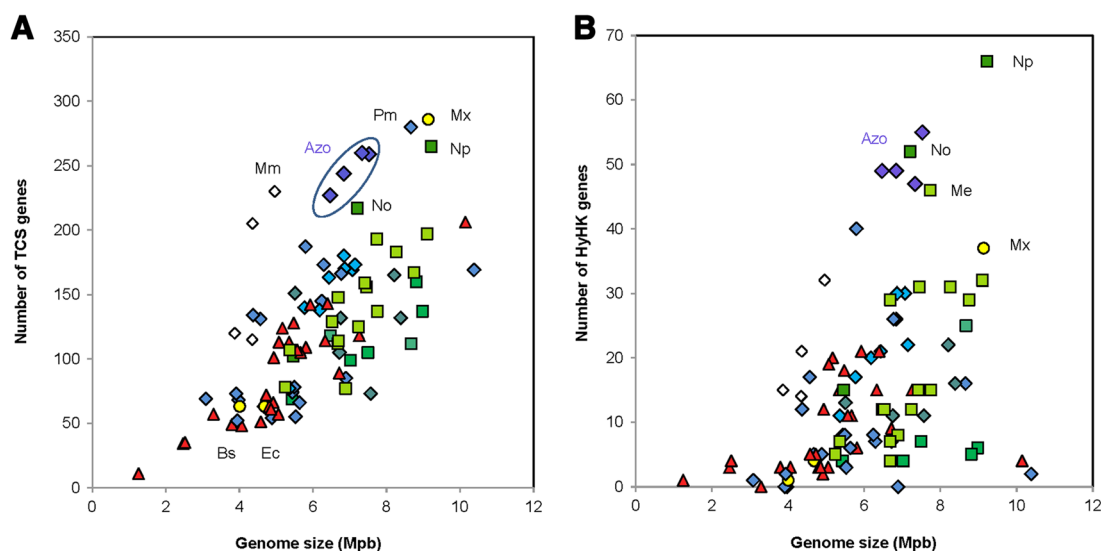 A
Number of TCS genes
350
300
250
200
150
100
50
0
Pm
Mx
Np
Azo
Mm
No
Bs
Ec
0 2 4 6 8 10 12
Genome size (Mpb)
B
Number of HyHK genes
70
60
50
40
30
20
10
0
Np
Azo
No
Me
Mx
0 2 4 6 8 10 12
Genome size (Mpb)